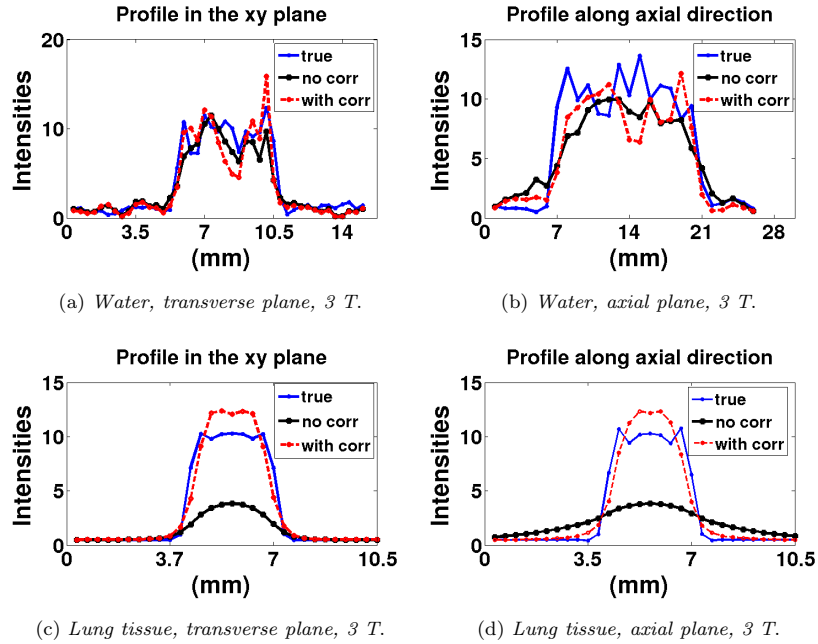 Profile in the xy plane
20
10
0
0 3.5 7 10.5 14
Intensities
(mm)
true
no corr
with corr
(a) Water, transverse plane, 3 T.
Profile along axial direction
15
10
5
0
0 7 14 21 28
Intensities
(mm)
true
no corr
with corr
(b) Water, axial plane, 3 T.
Profile in the xy plane
15
10
5
0
0 3.7 7 10.5
Intensities
(mm)
true
no corr
with corr
(c) Lung tissue, transverse plane, 3 T.
Profile along axial direction
15
10
5
0
0 3.5 7 10.5
Intensities
(mm)
true
no corr
with corr
(d) Lung tissue, axial plane, 3 T.